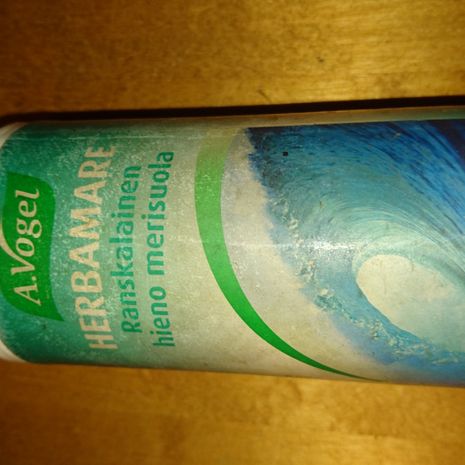 A.Vogel
HERBAMARE
Ranskalainen
hieno merisuola